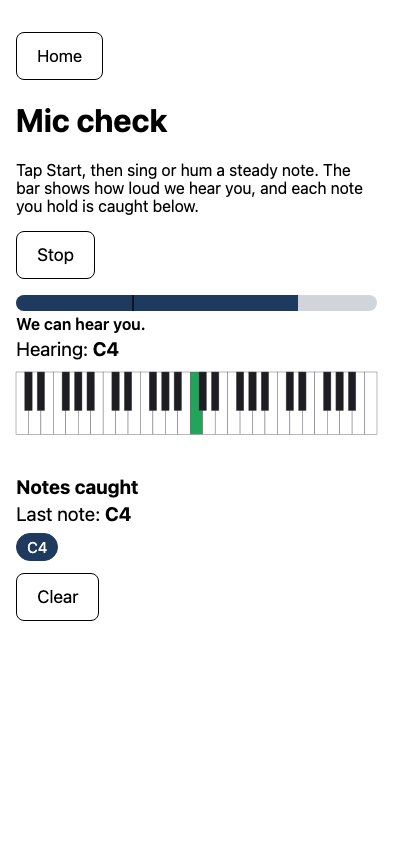 Home
Mic check
Tap Start, then sing or hum a steady note. The
bar shows how loud we hear you, and each note
you hold is caught below.
Stop
We can hear you.
Hearing: C4
Notes caught
Last note: C4
C4
Clear